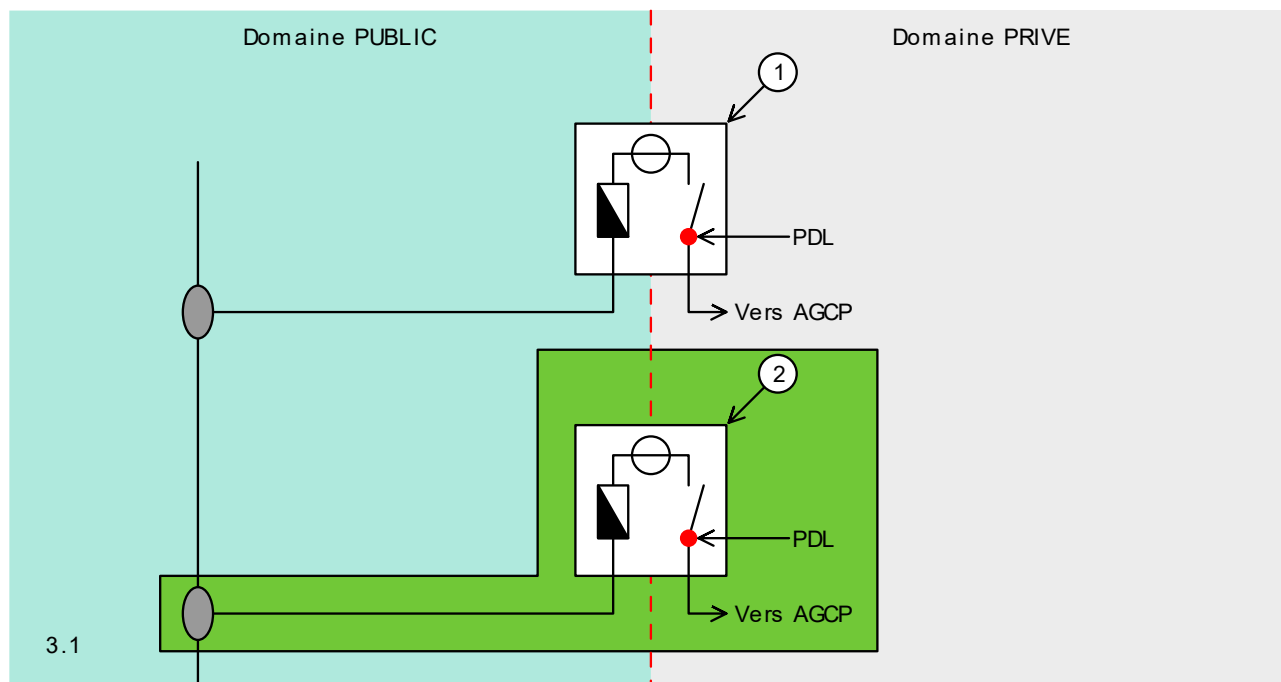 Domaine PUBLIC
Domaine PRIVE
1
PDL
Vers AGCP
2
PDL
Vers AGCP
3.1